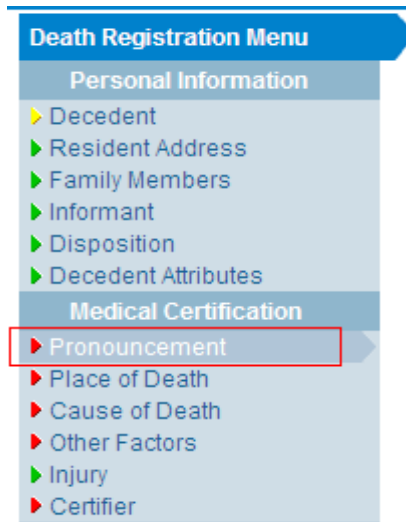 Death Registration Menu
Personal Information
Decedent
Resident Address
Family Members
Informant
Disposition
Decedent Attributes
Medical Certification
Pronouncement
Place of Death
Cause of Death
Other Factors
Injury
Certifier